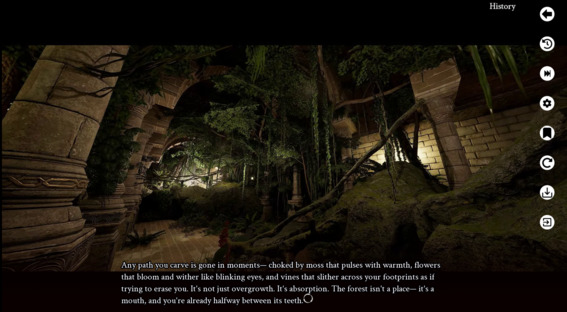 History
Any path you carve is gone in moments— choked by moss that pulses with warmth, flowers
that bloom and wither like blinking eyes, and vines that slither across your footprints as if
trying to erase you. It's not just overgrowth. It's absorption. The forest isn't a place— it's a
mouth, and you're already halfway between its teeth.